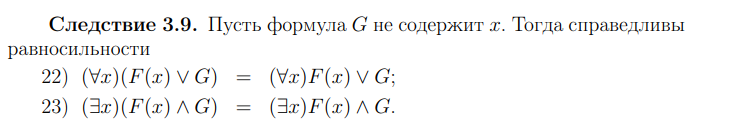 Следствие 3.9. Пусть формула G не содержит x. Тогда справедливы
равносильности
22) (∀x)(F(x) ∨ G) = (∀x)F(x) ∨ G;
23) (∃x)(F(x) ∧ G) = (∃x)F(x) ∧ G.